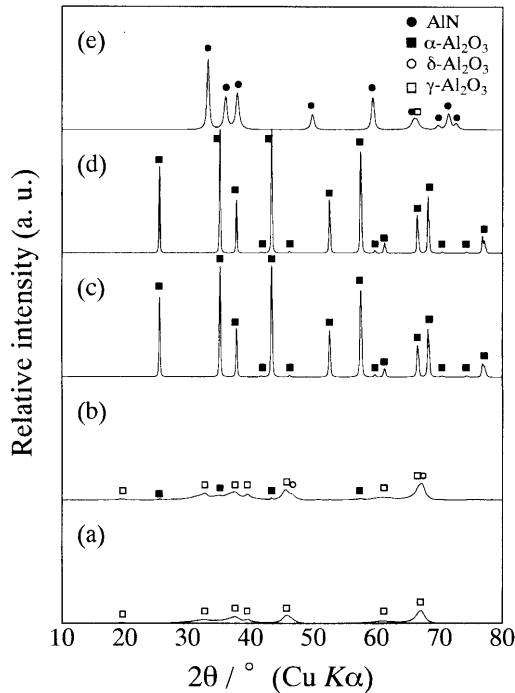 (e)
● AlN
■ α-Al₂O₃
○ δ-Al₂O₃
□ γ-Al₂O₃
(d)
(c)
(b)
(a)
Relative intensity (a. u.)
10 20 30 40 50 60 70 80
2θ / ° (Cu Kα)